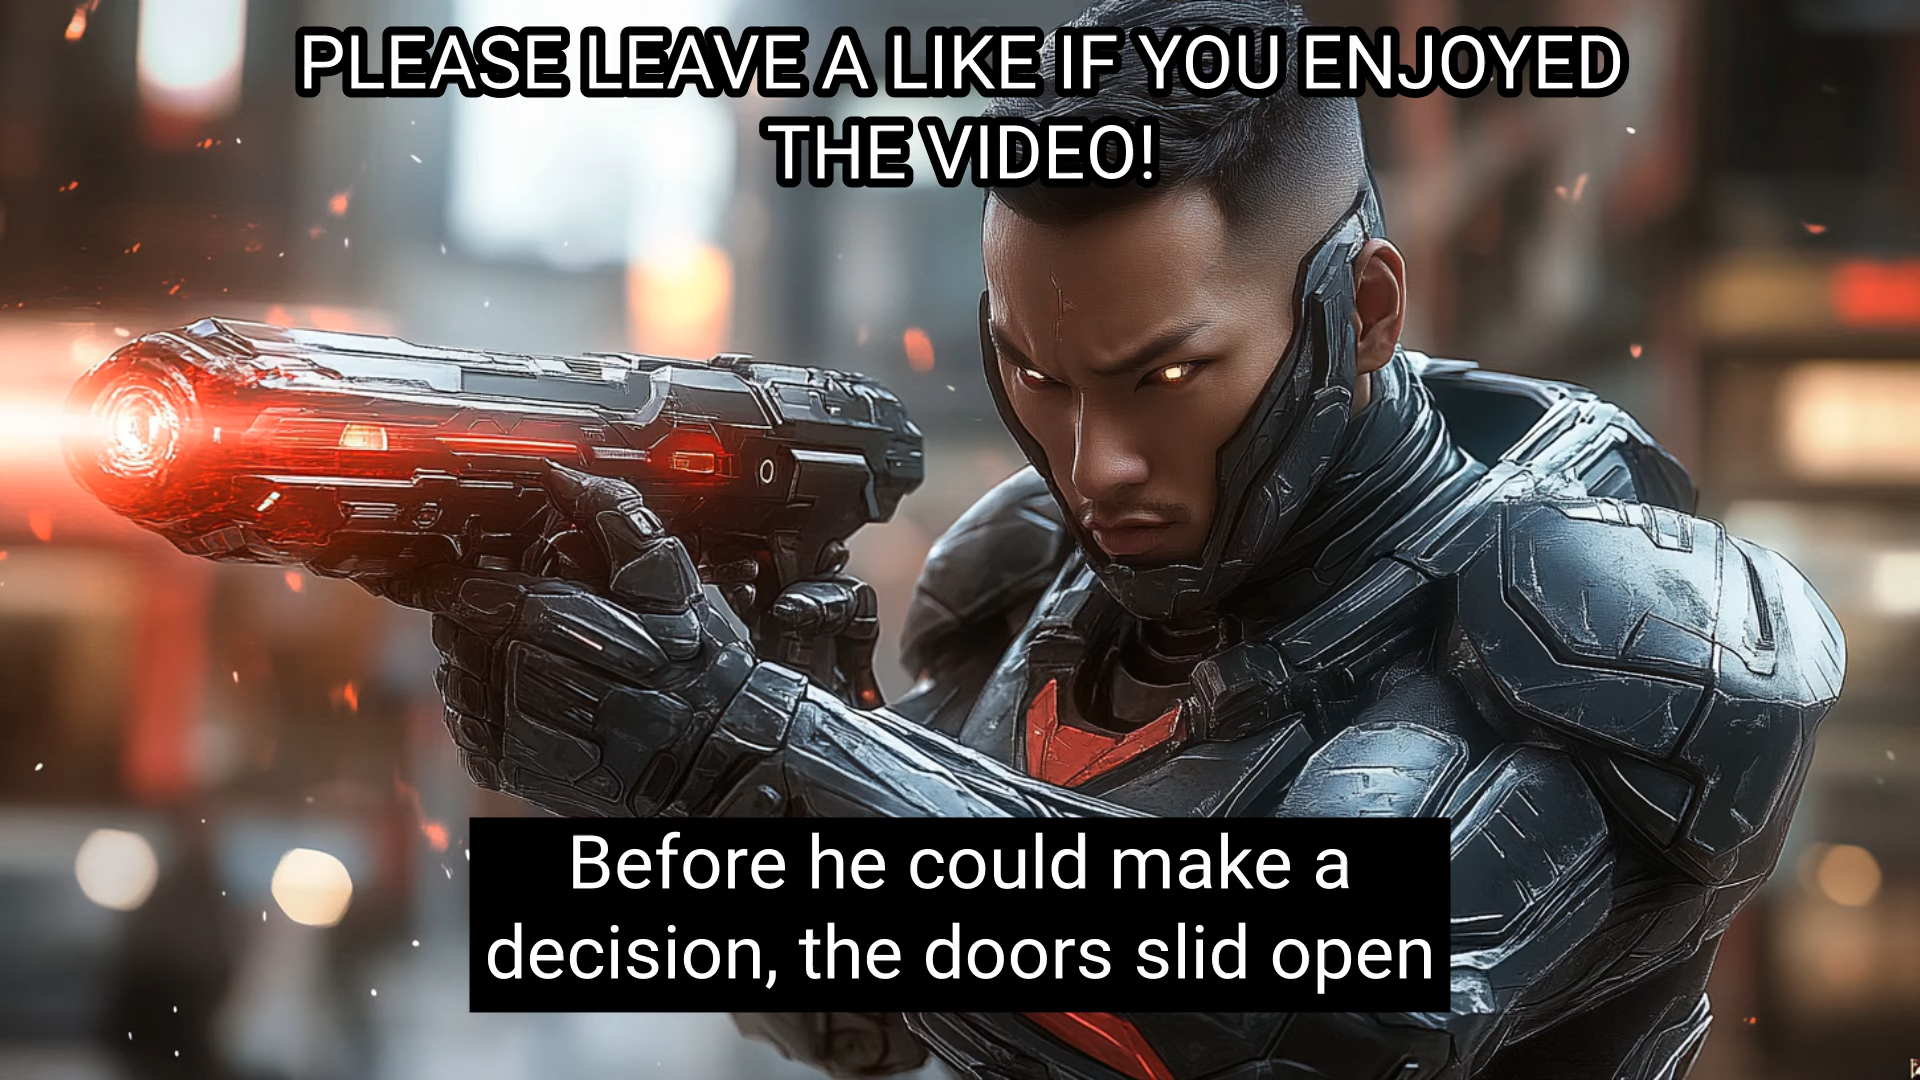 PLEASE LEAVE A LIKE IF YOU ENJOYED
THE VIDEO!
Before he could make a
decision, the doors slid open